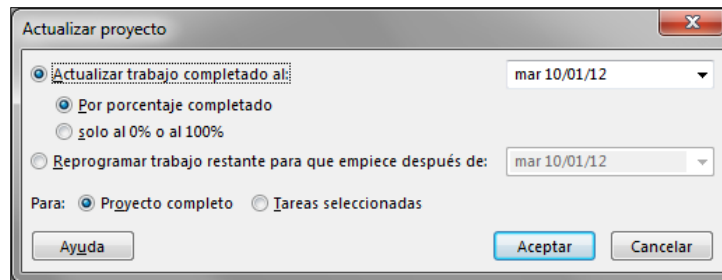 Actualizar proyecto
Actualizar trabajo completado al: mar 10/01/12
Por porcentaje completado
solo al 0% o al 100%
Reprogramar trabajo restante para que empiece después de: mar 10/01/12
Para: Proyecto completo Tareas seleccionadas
Ayuda Aceptar Cancelar